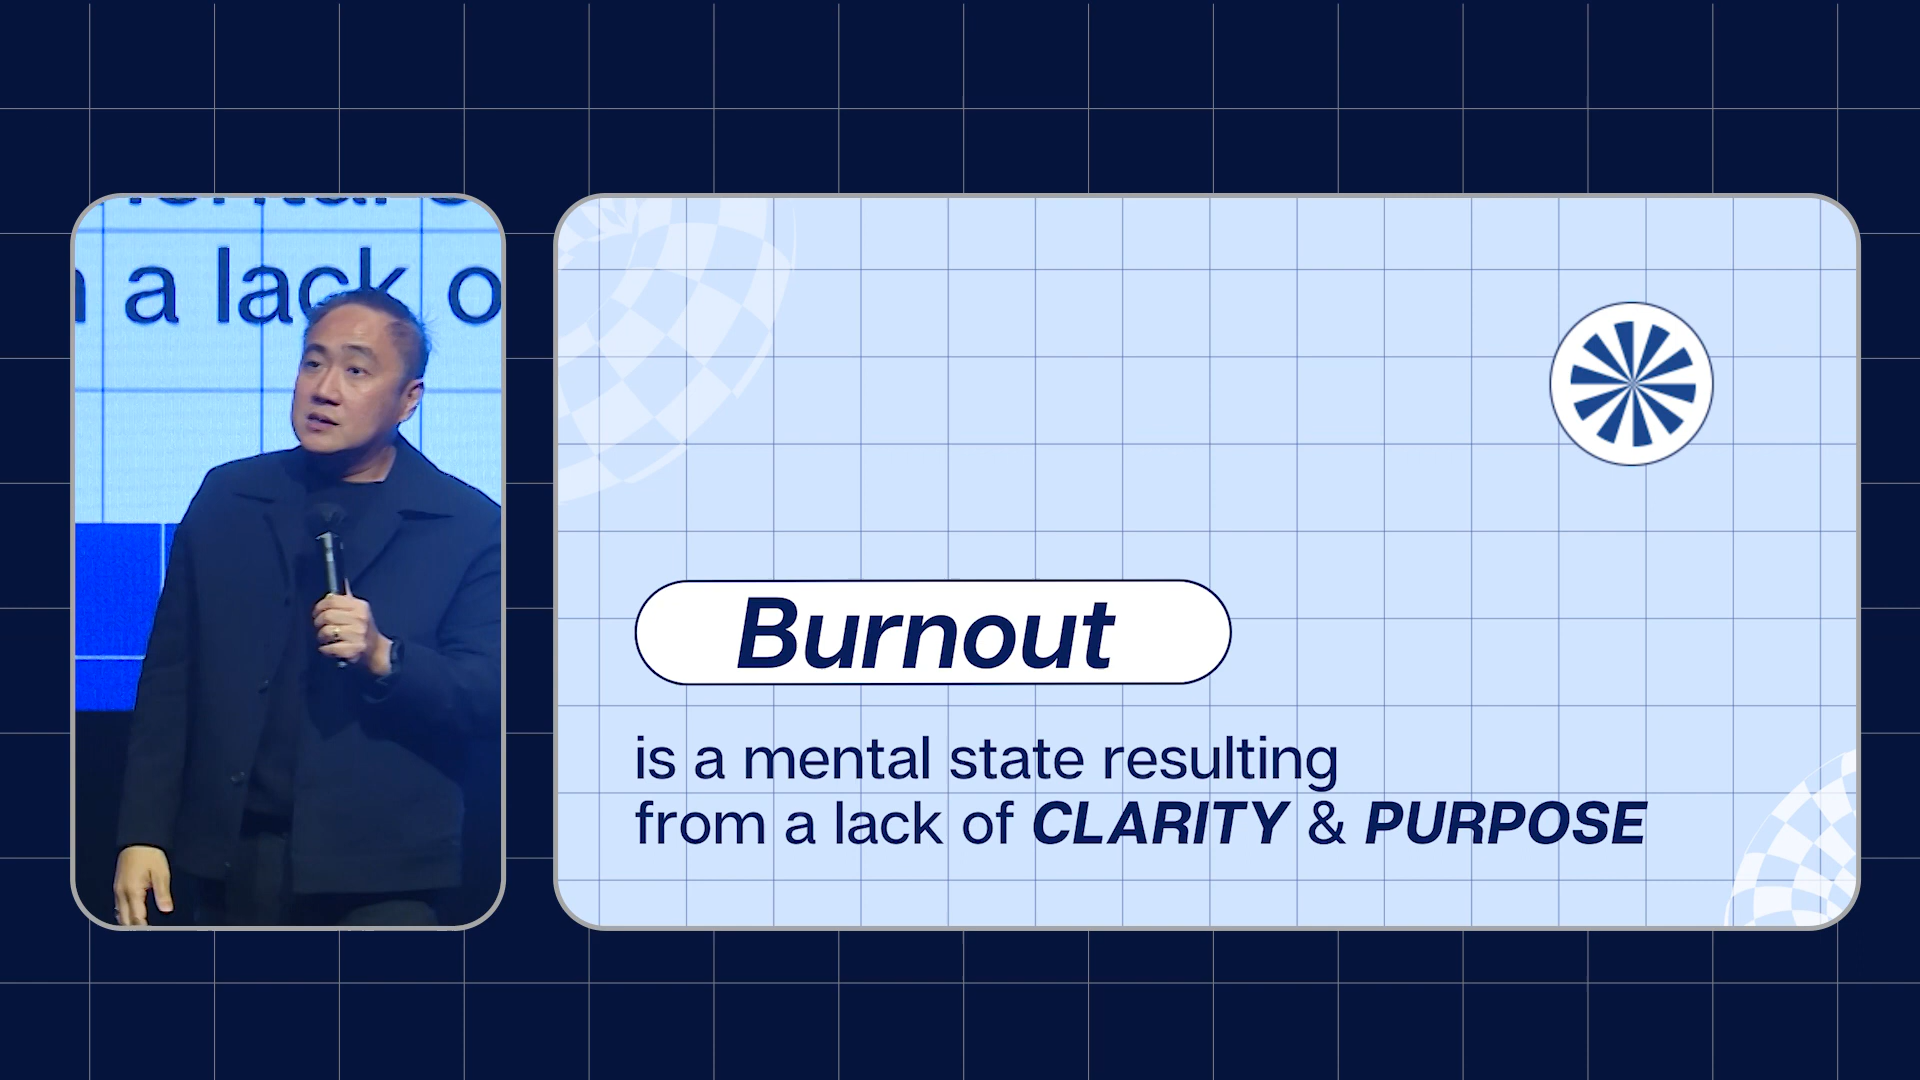 a lack o
Burnout
is a mental state resulting
from a lack of CLARITY & PURPOSE